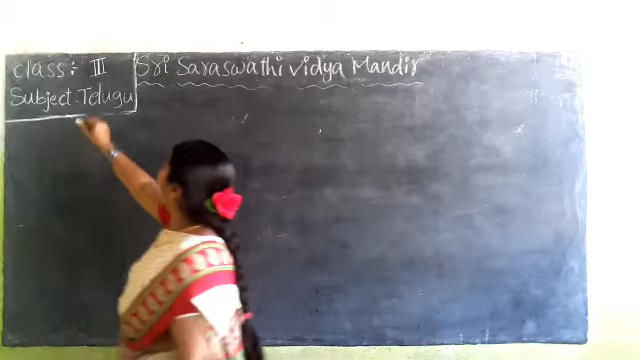 Class:- III
Subject: Telugu
Sri Saraswathi Vidya Mandir